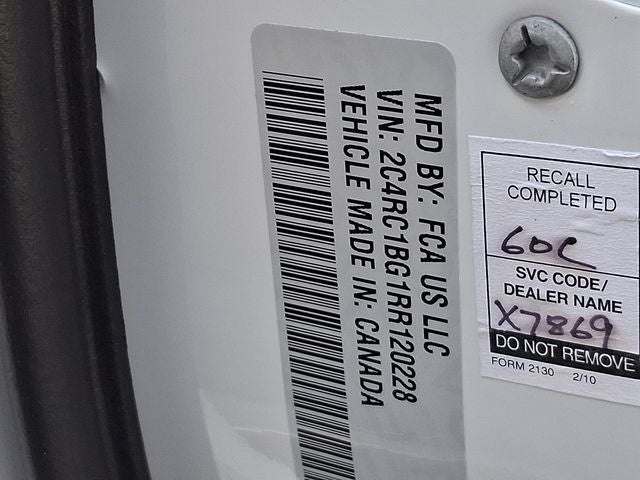 MFD BY: FCA US LLC
VIN: 2C4RC1BG1RR120228
VEHICLE MADE IN: CANADA
RECALL
COMPLETED
60C
SVC CODE/
DEALER NAME
X7869
DO NOT REMOVE
FORM 2130 2/10